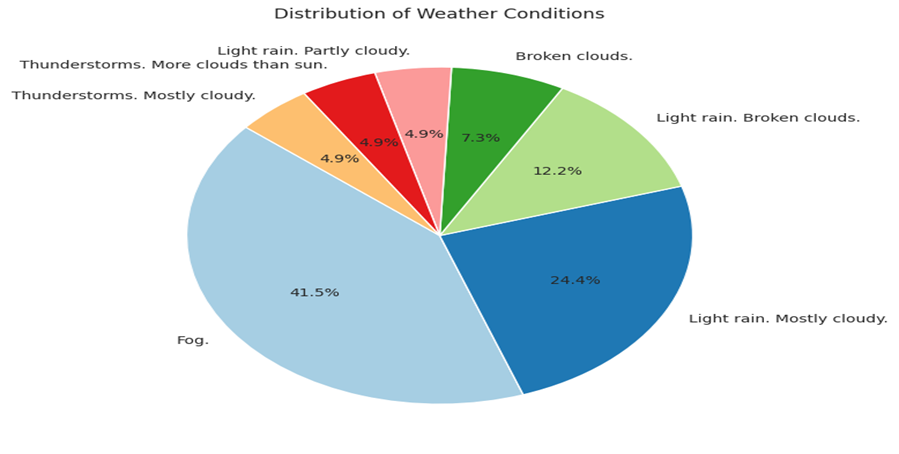 Distribution of Weather Conditions
Light rain. Partly cloudy.
Broken clouds.
Thunderstorms. More clouds than sun.
Thunderstorms. Mostly cloudy.
Light rain. Broken clouds.
4.9%
7.3%
4.9%
4.9%
12.2%
24.4%
41.5%
Light rain. Mostly cloudy.
Fog.